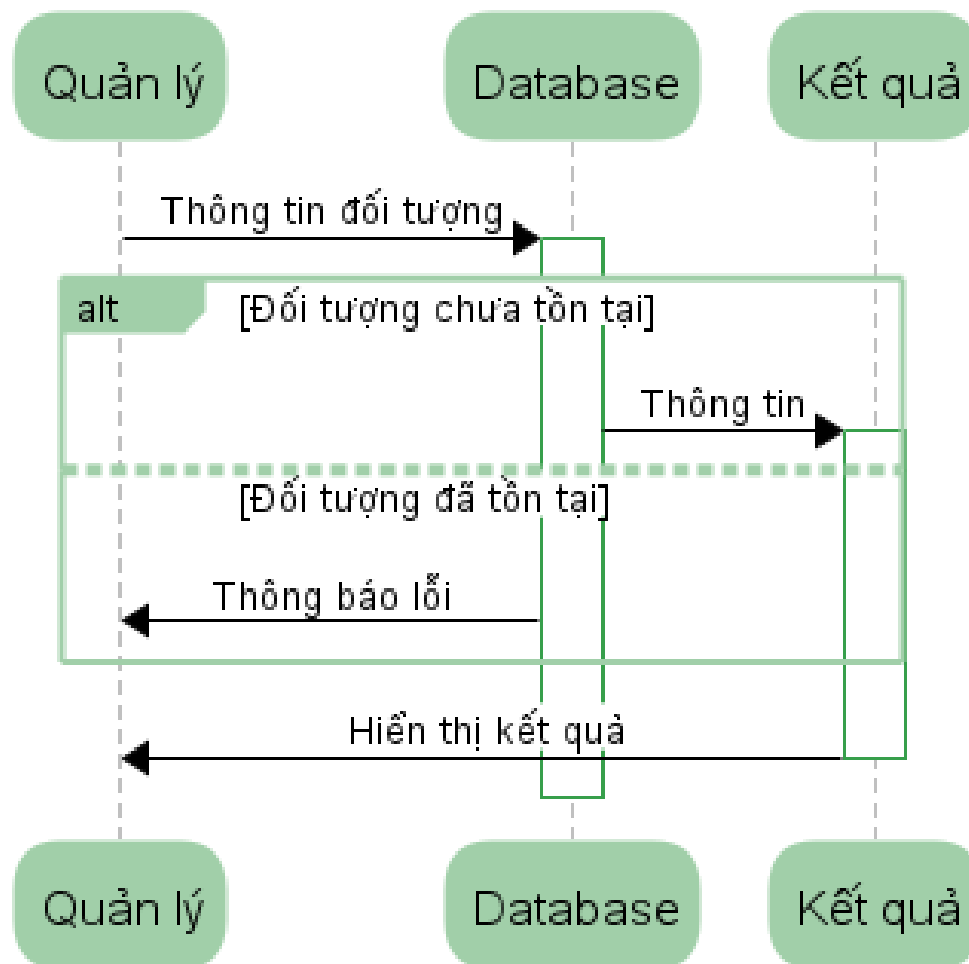 Quản lý
Database
Kết quả
Thông tin đối tượng
alt
[Đối tượng chưa tồn tại]
Thông tin
[Đối tượng đã tồn tại]
Thông báo lỗi
Hiển thị kết quả
Quản lý
Database
Kết quả